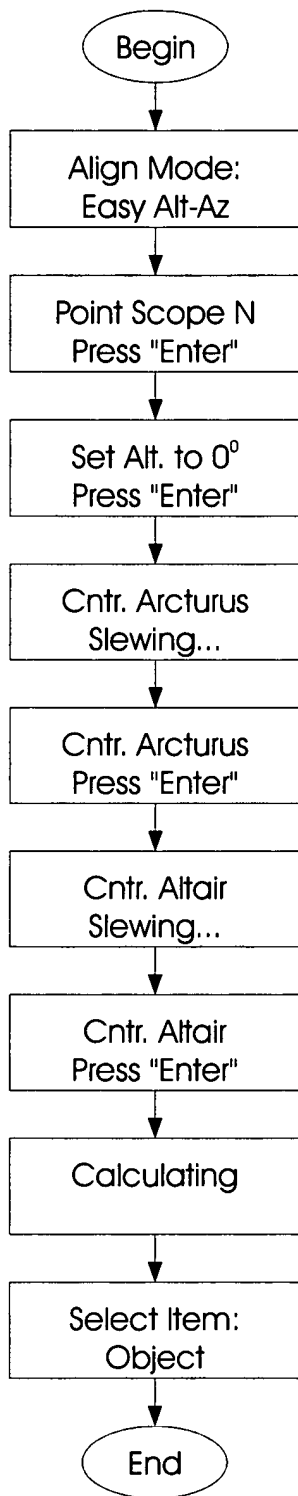 Begin
Align Mode:
Easy Alt-Az
Point Scope N
Press "Enter"
Set Alt. to 0⁰
Press "Enter"
Cntr. Arcturus
Slewing...
Cntr. Arcturus
Press "Enter"
Cntr. Altair
Slewing...
Cntr. Altair
Press "Enter"
Calculating
Select Item:
Object
End